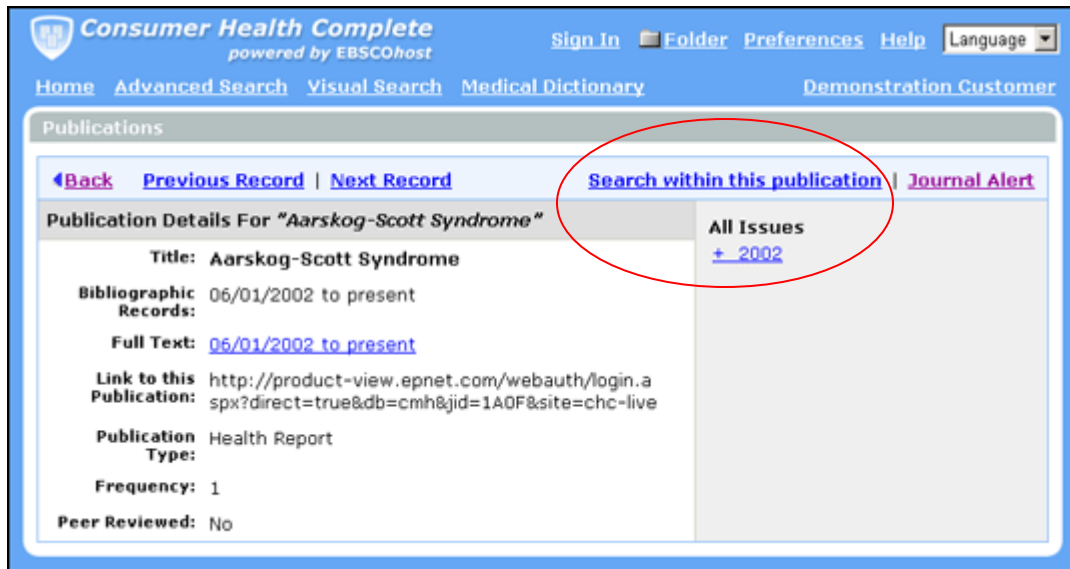 Consumer Health Complete
powered by EBSCOhost
Sign In Folder Preferences Help Language
Home Advanced Search Visual Search Medical Dictionary Demonstration Customer
Publications
Back Previous Record | Next Record Search within this publication | Journal Alert
Publication Details For "Aarskog-Scott Syndrome"
All Issues
+ 2002
Title: Aarskog-Scott Syndrome
Bibliographic Records: 06/01/2002 to present
Full Text: 06/01/2002 to present
Link to this Publication: http://product-view.epnet.com/webauth/login.a
spx?direct=true&db=cmh&jid=1A0F&site=chc-live
Publication Type: Health Report
Frequency: 1
Peer Reviewed: No